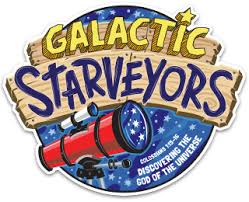 GALACTIC
STARVEYORS
COLOSSIANS 1:15-16
DISCOVERING THE
GOD OF THE UNIVERSE